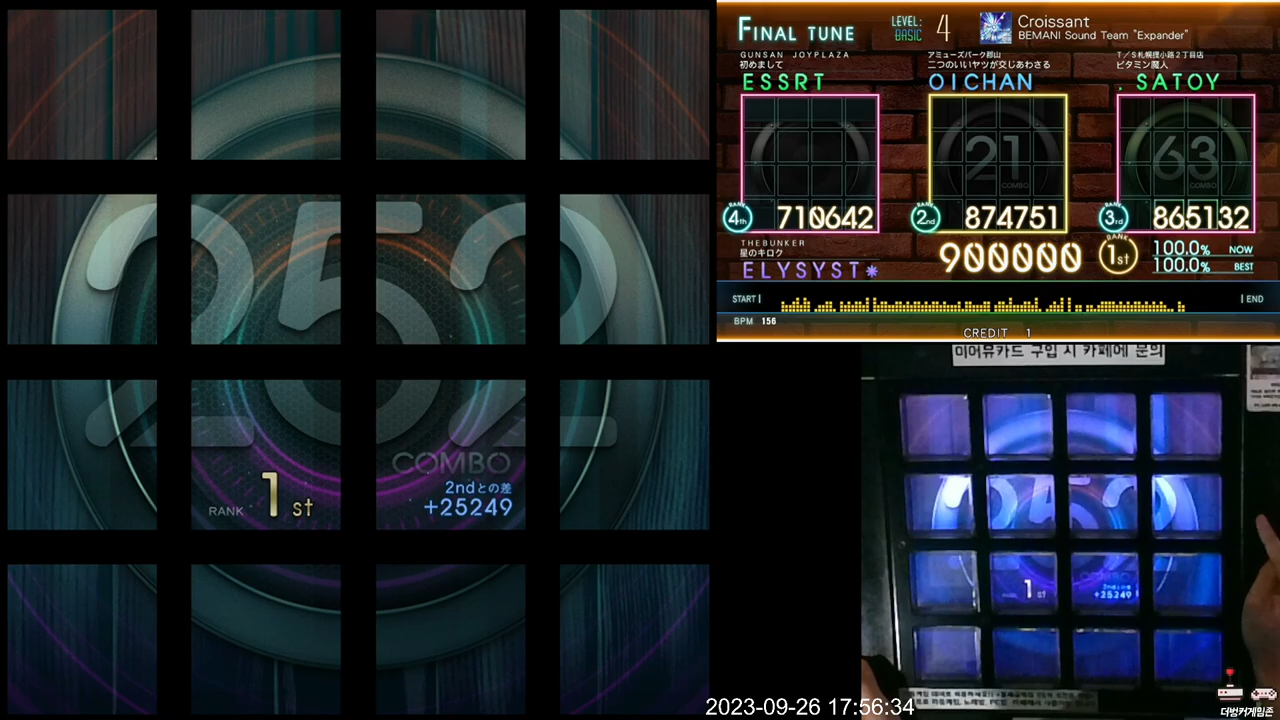 252
COMBO
RANK 1st
2ndとの差
+25249
FINAL TUNE
LEVEL: 4
BASIC
Croissant
BEMANI Sound Team "Expander"
GUNSAN JOYPLAZA
初めまして
ESSRT
4th 710642
アミューズパーク郡山
二つのいいヤツが交じあわさる
OICHAN
21
COMBO
2nd 874751
T/S札幌狸小路2丁目店
ビタミン魔人
.SATOY
63
COMBO
3rd 865132
THEBUNKER
星のキロク
ELYSYST*
900000
RANK 1st
100.0% NOW
100.0% BEST
START | | END
BPM 156
CREDIT 1
미어뮤카드 구입 시 카페에 문의
252
1st
+25249
2023-09-26 17:56:34
더벙커게임존